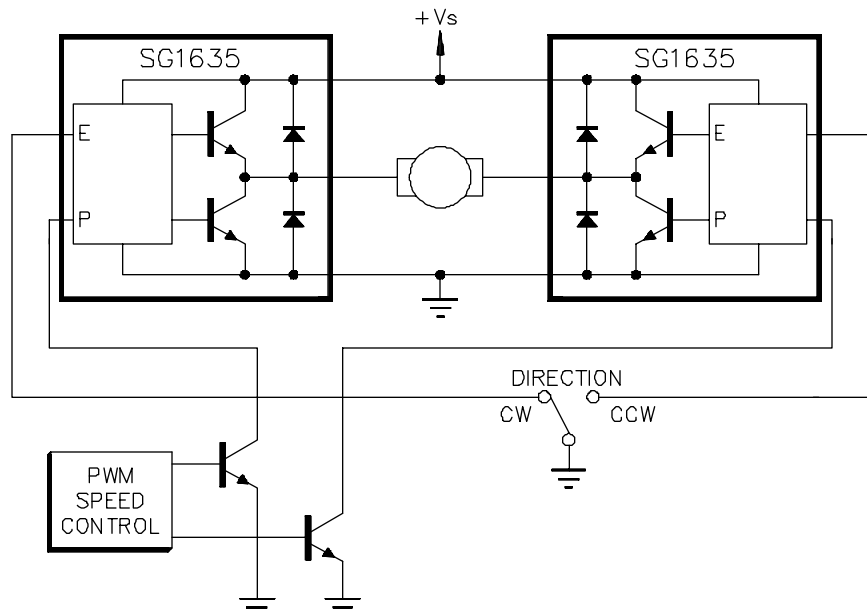 +Vs
SG1635
SG1635
E
P
E
P
DIRECTION
CW
CCW
PWM
SPEED
CONTROL